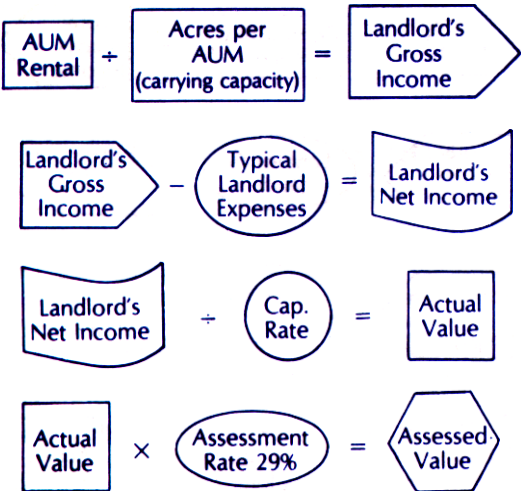 AUM
Rental
÷
Acres per
AUM
(carrying capacity)
=
Landlord's
Gross
Income
Landlord's
Gross
Income
−
Typical
Landlord
Expenses
=
Landlord's
Net Income
Landlord's
Net Income
÷
Cap.
Rate
=
Actual
Value
Actual
Value
×
Assessment
Rate 29%
=
Assessed
Value